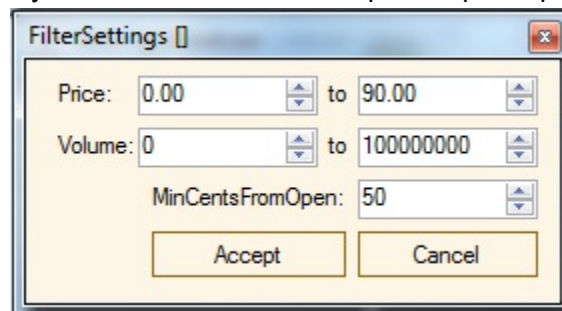 FilterSettings []
Price: 0.00 to 90.00
Volume: 0 to 100000000
MinCentsFromOpen: 50
Accept Cancel